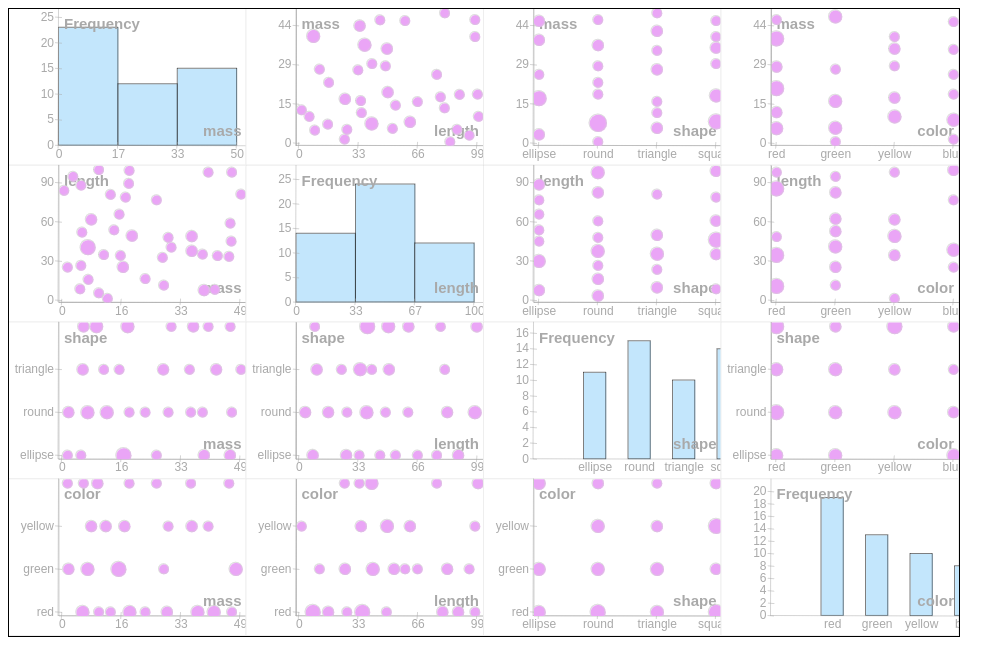 25
20
15
10
5
0
Frequency
mass
0 17 33 50
44
29
15
0
mass
length
0 33 66 99
44
29
15
0
mass
shape
ellipse round triangle squa
44
29
15
0
mass
color
red green yellow blu
90
60
30
0
length
mass
0 16 33 49
25
20
15
10
5
0
Frequency
length
0 33 67 100
90
60
30
0
length
shape
ellipse round triangle squa
90
60
30
0
length
color
red green yellow blu
triangle
round
ellipse
shape
mass
0 16 33 49
triangle
round
ellipse
shape
length
0 33 66 99
16
14
12
10
8
6
4
2
0
Frequency
shape
ellipse round triangle sq
triangle
round
ellipse
shape
color
red green yellow blu
yellow
green
red
color
mass
0 16 33 49
yellow
green
red
color
length
0 33 66 99
yellow
green
red
color
shape
ellipse round triangle squa
20
18
16
14
12
10
8
6
4
2
0
Frequency
color
red green yellow b